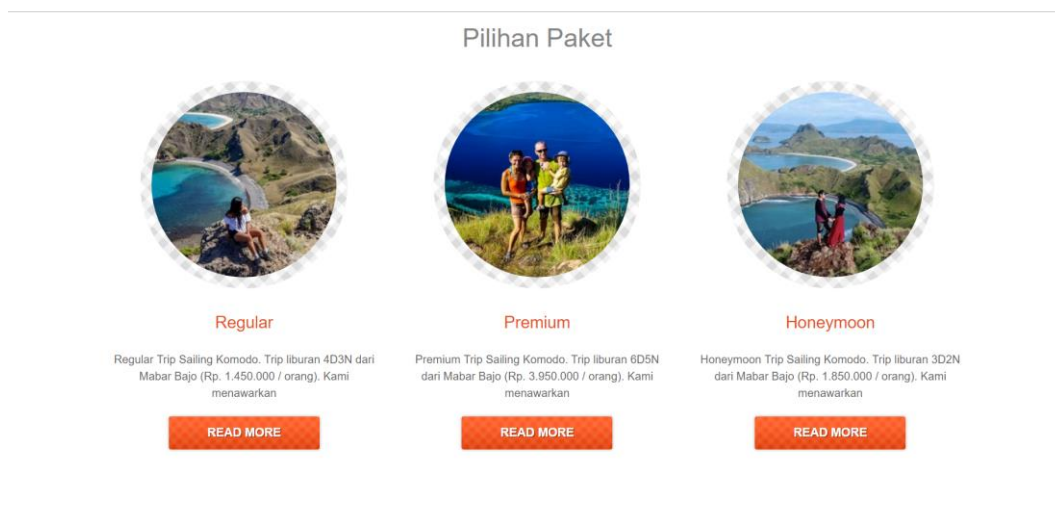 Pilihan Paket
Regular
Regular Trip Sailing Komodo. Trip liburan 4D3N dari
Mabar Bajo (Rp. 1.450.000 / orang). Kami
menawarkan
READ MORE
Premium
Premium Trip Sailing Komodo. Trip liburan 6D5N
dari Mabar Bajo (Rp. 3.950.000 / orang). Kami
menawarkan
READ MORE
Honeymoon
Honeymoon Trip Sailing Komodo. Trip liburan 3D2N
dari Mabar Bajo (Rp. 1.850.000 / orang). Kami
menawarkan
READ MORE